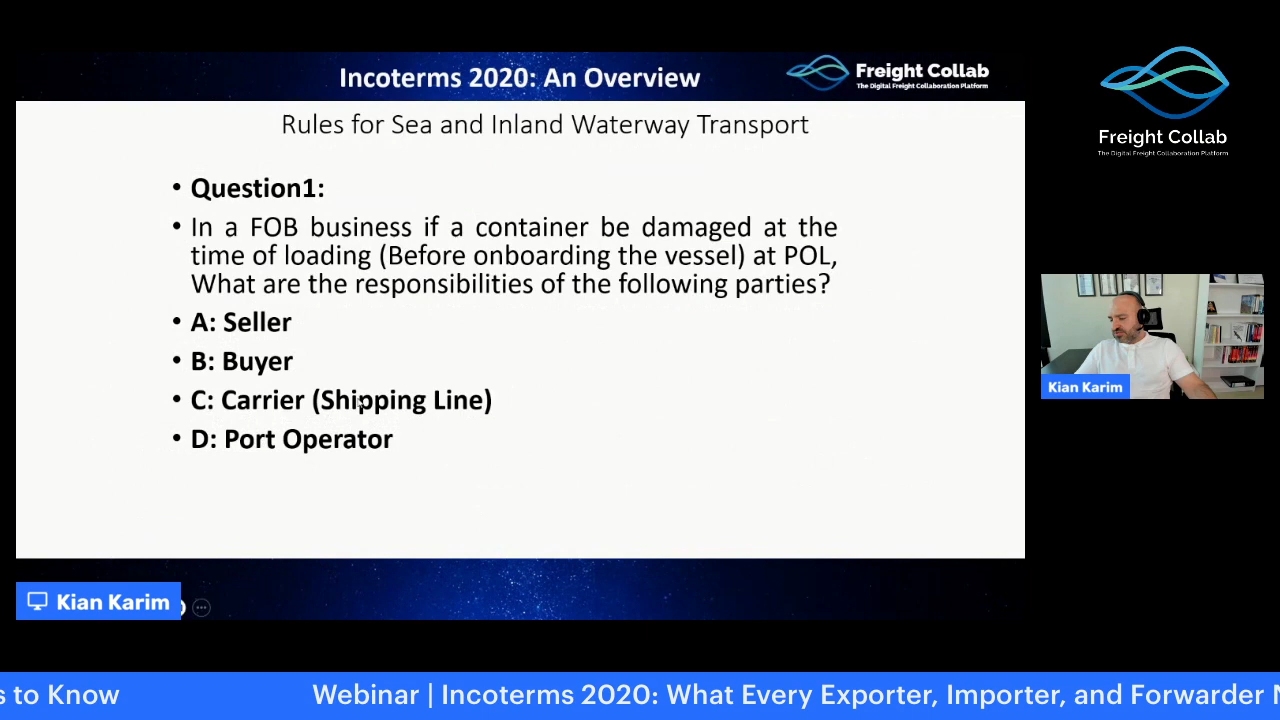 Incoterms 2020: An Overview
Freight Collab
The Digital Freight Collaboration Platform
Rules for Sea and Inland Waterway Transport
• Question1:
• In a FOB business if a container be damaged at the
time of loading (Before onboarding the vessel) at POL,
What are the responsibilities of the following parties?
• A: Seller
• B: Buyer
• C: Carrier (Shipping Line)
• D: Port Operator
Kian Karim
Freight Collab
The Digital Freight Collaboration Platform
Kian Karim
s to Know Webinar | Incoterms 2020: What Every Exporter, Importer, and Forwarder N